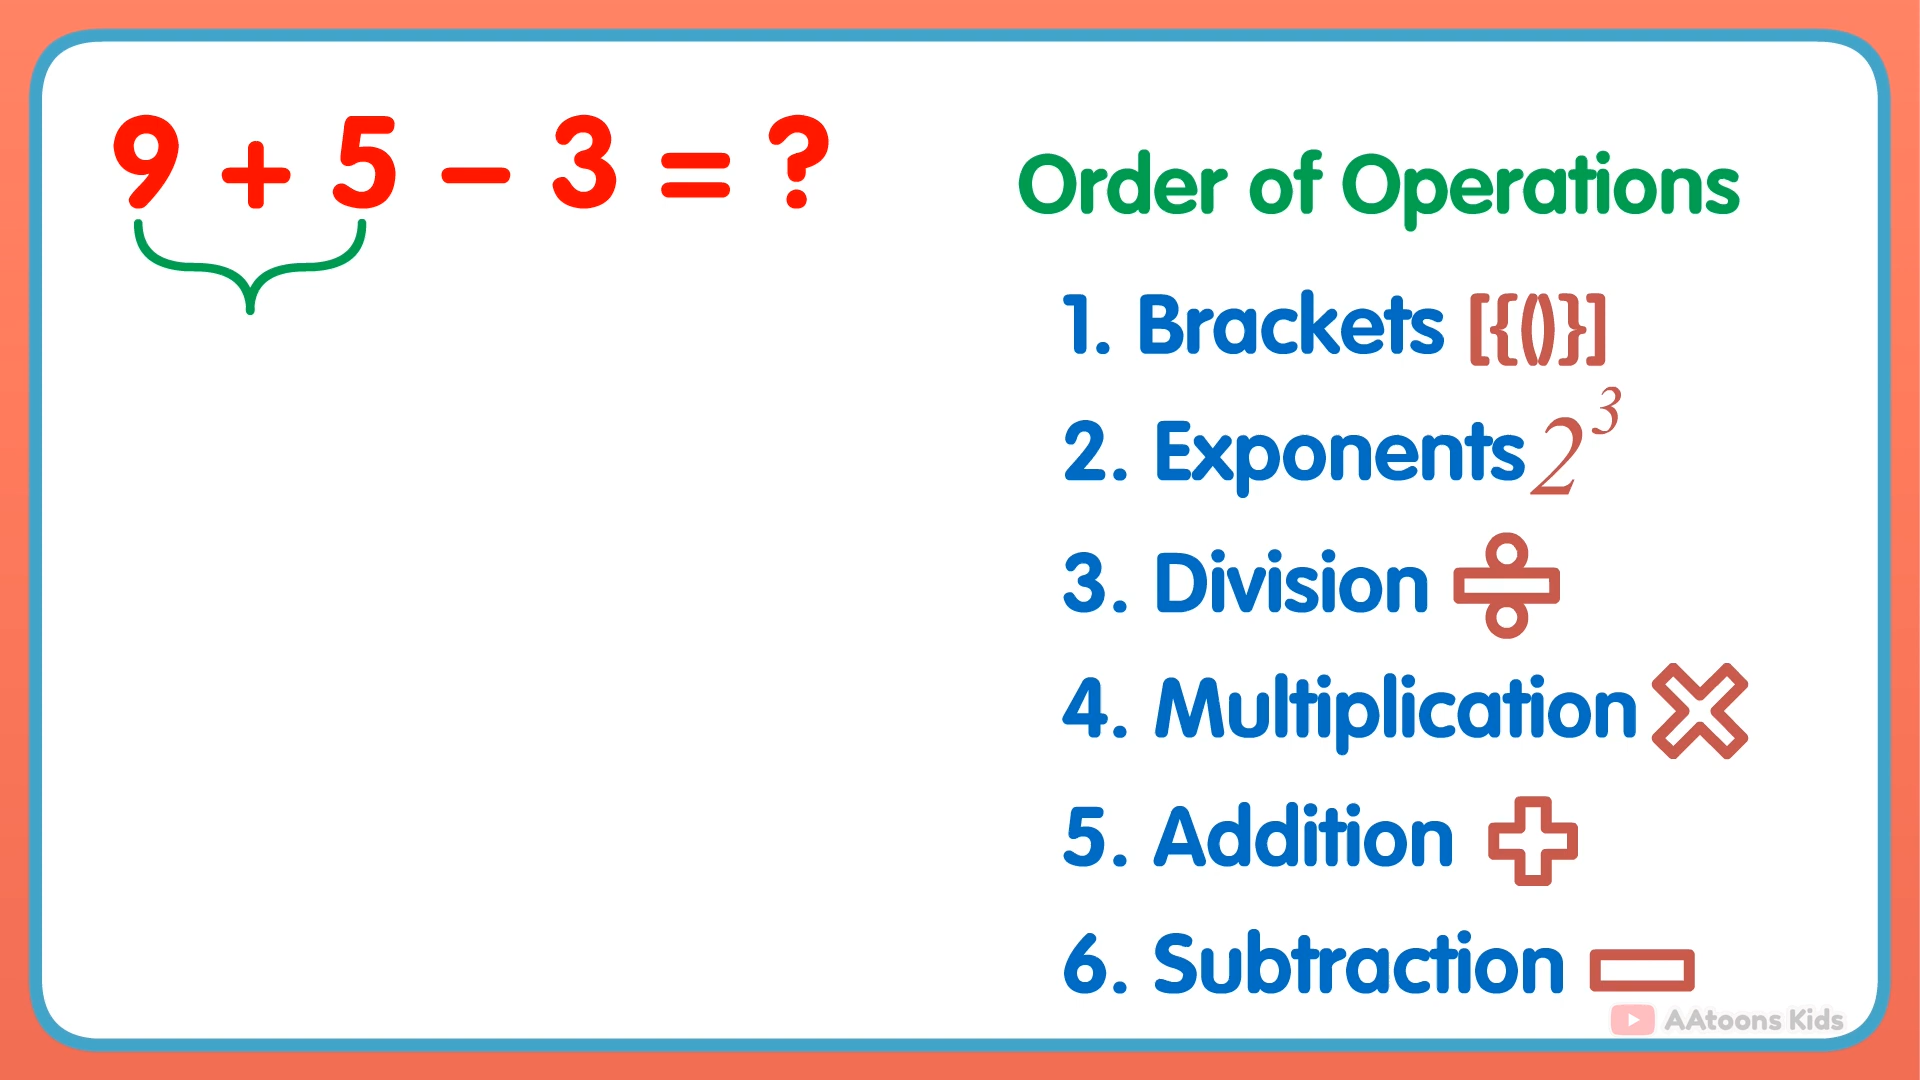 9 + 5 – 3 = ?
Order of Operations
1. Brackets [{()}]
2. Exponents 2³
3. Division ÷
4. Multiplication ×
5. Addition +
6. Subtraction –
AAtoons Kids